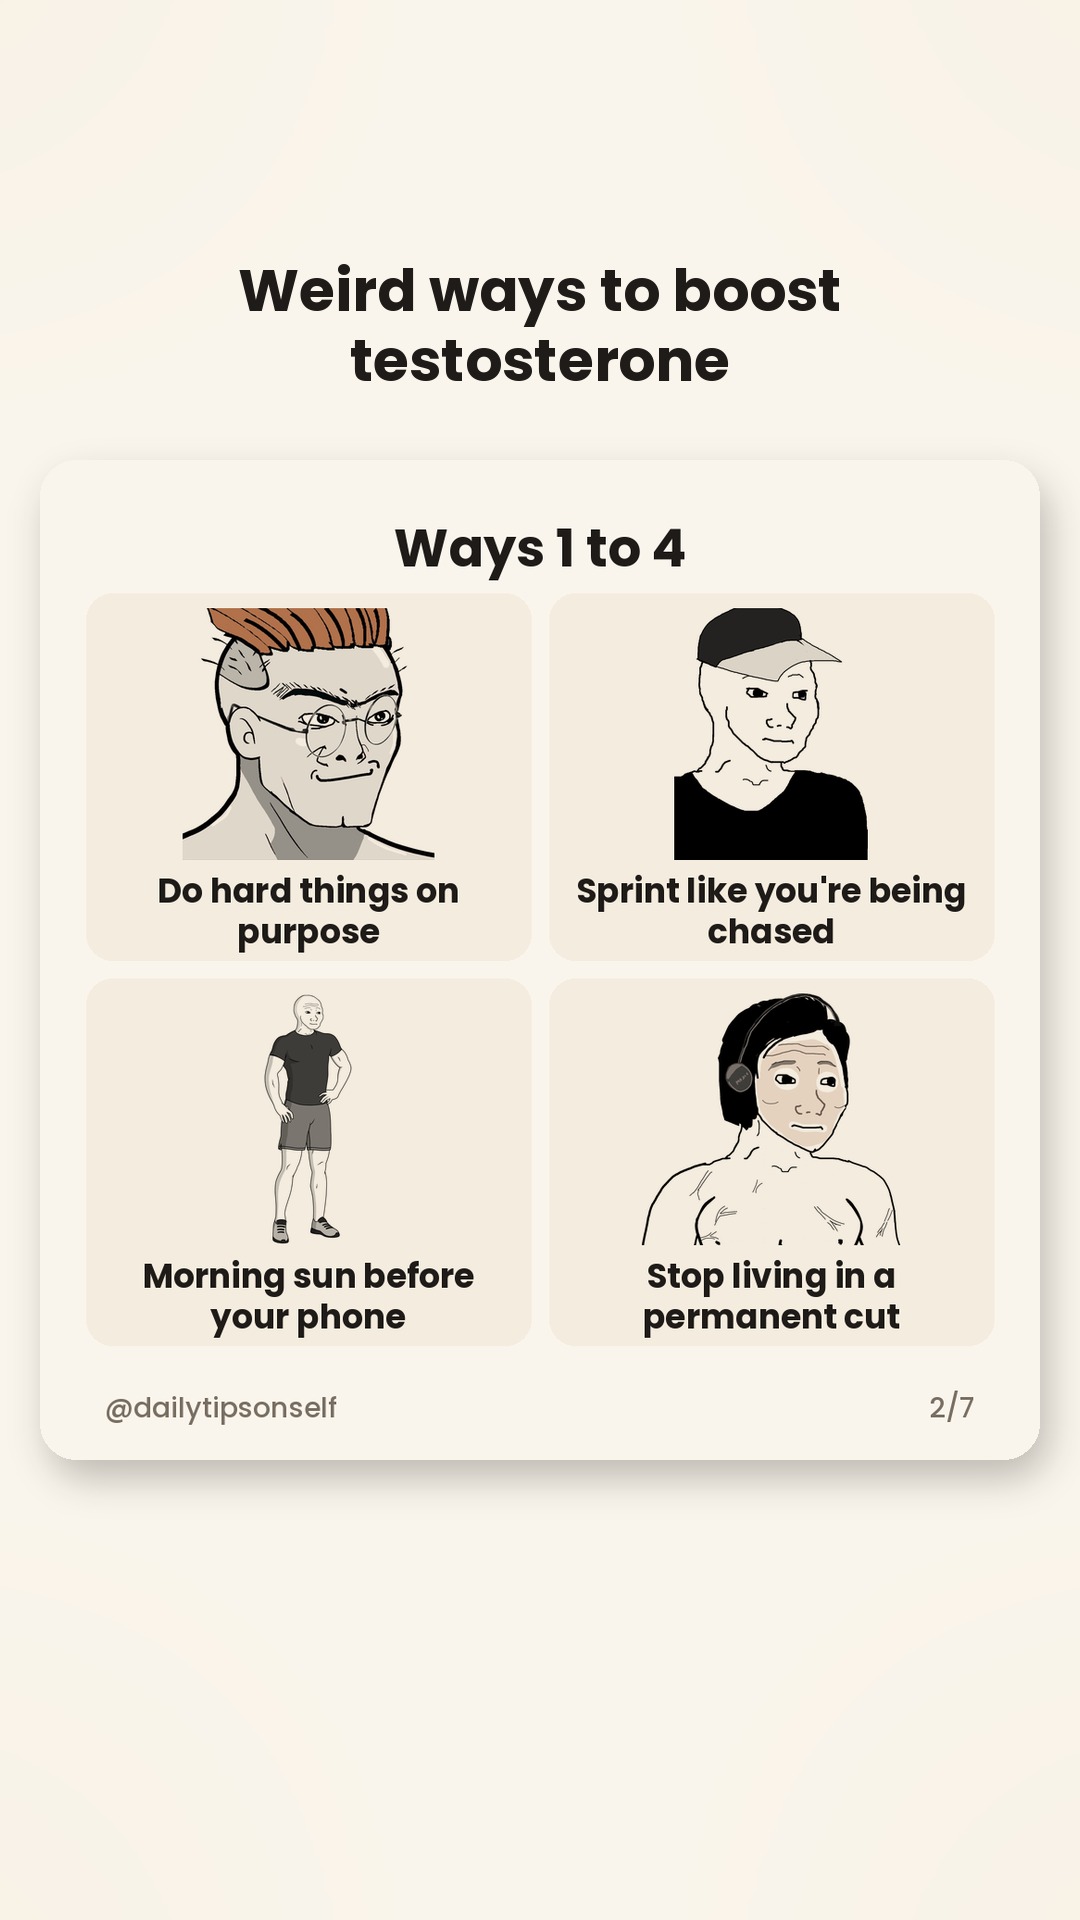 Weird ways to boost
testosterone
Ways 1 to 4
Do hard things on
purpose
Sprint like you're being
chased
Morning sun before
your phone
Stop living in a
permanent cut
@dailytipsonself
2/7